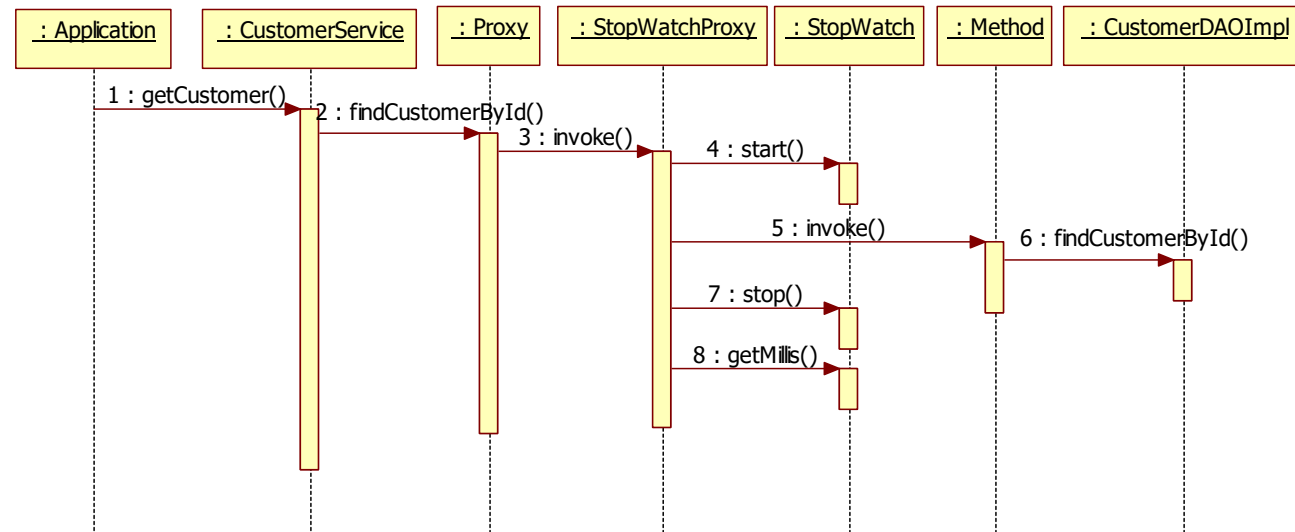 : Application
: CustomerService
: Proxy
: StopWatchProxy
: StopWatch
: Method
: CustomerDAOImpl
1 : getCustomer()
2 : findCustomerById()
3 : invoke()
4 : start()
5 : invoke()
6 : findCustomerById()
7 : stop()
8 : getMillis()